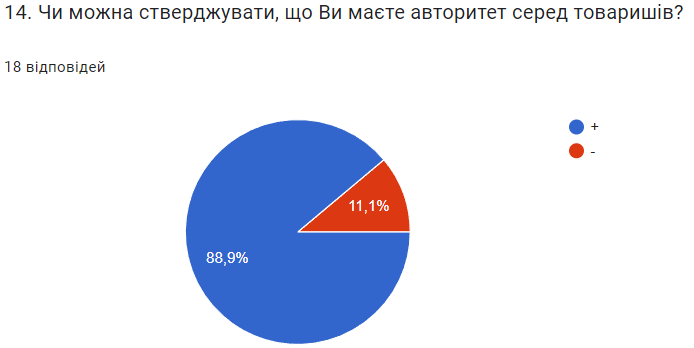 14. Чи можна стверджувати, що Ви маєте авторитет серед товаришів?
18 відповідей
+
-
11,1%
88,9%